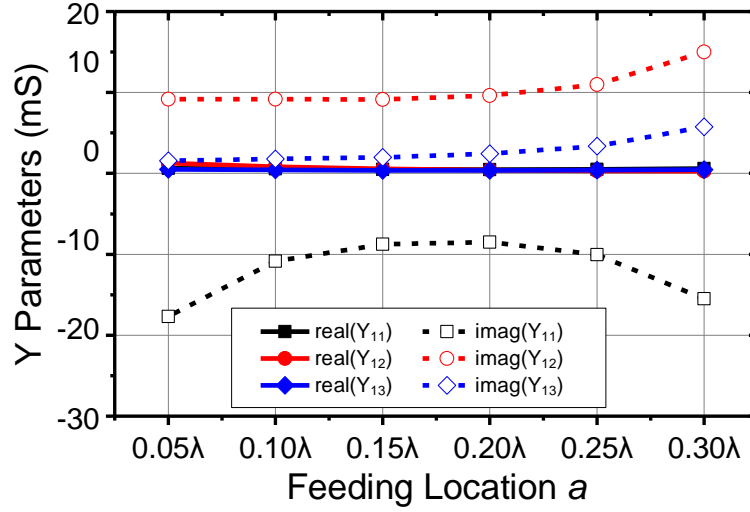 20
10
0
-10
-20
-30
Y Parameters (mS)
real(Y₁₁) imag(Y₁₁)
real(Y₁₂) imag(Y₁₂)
real(Y₁₃) imag(Y₁₃)
0.05λ 0.10λ 0.15λ 0.20λ 0.25λ 0.30λ
Feeding Location a